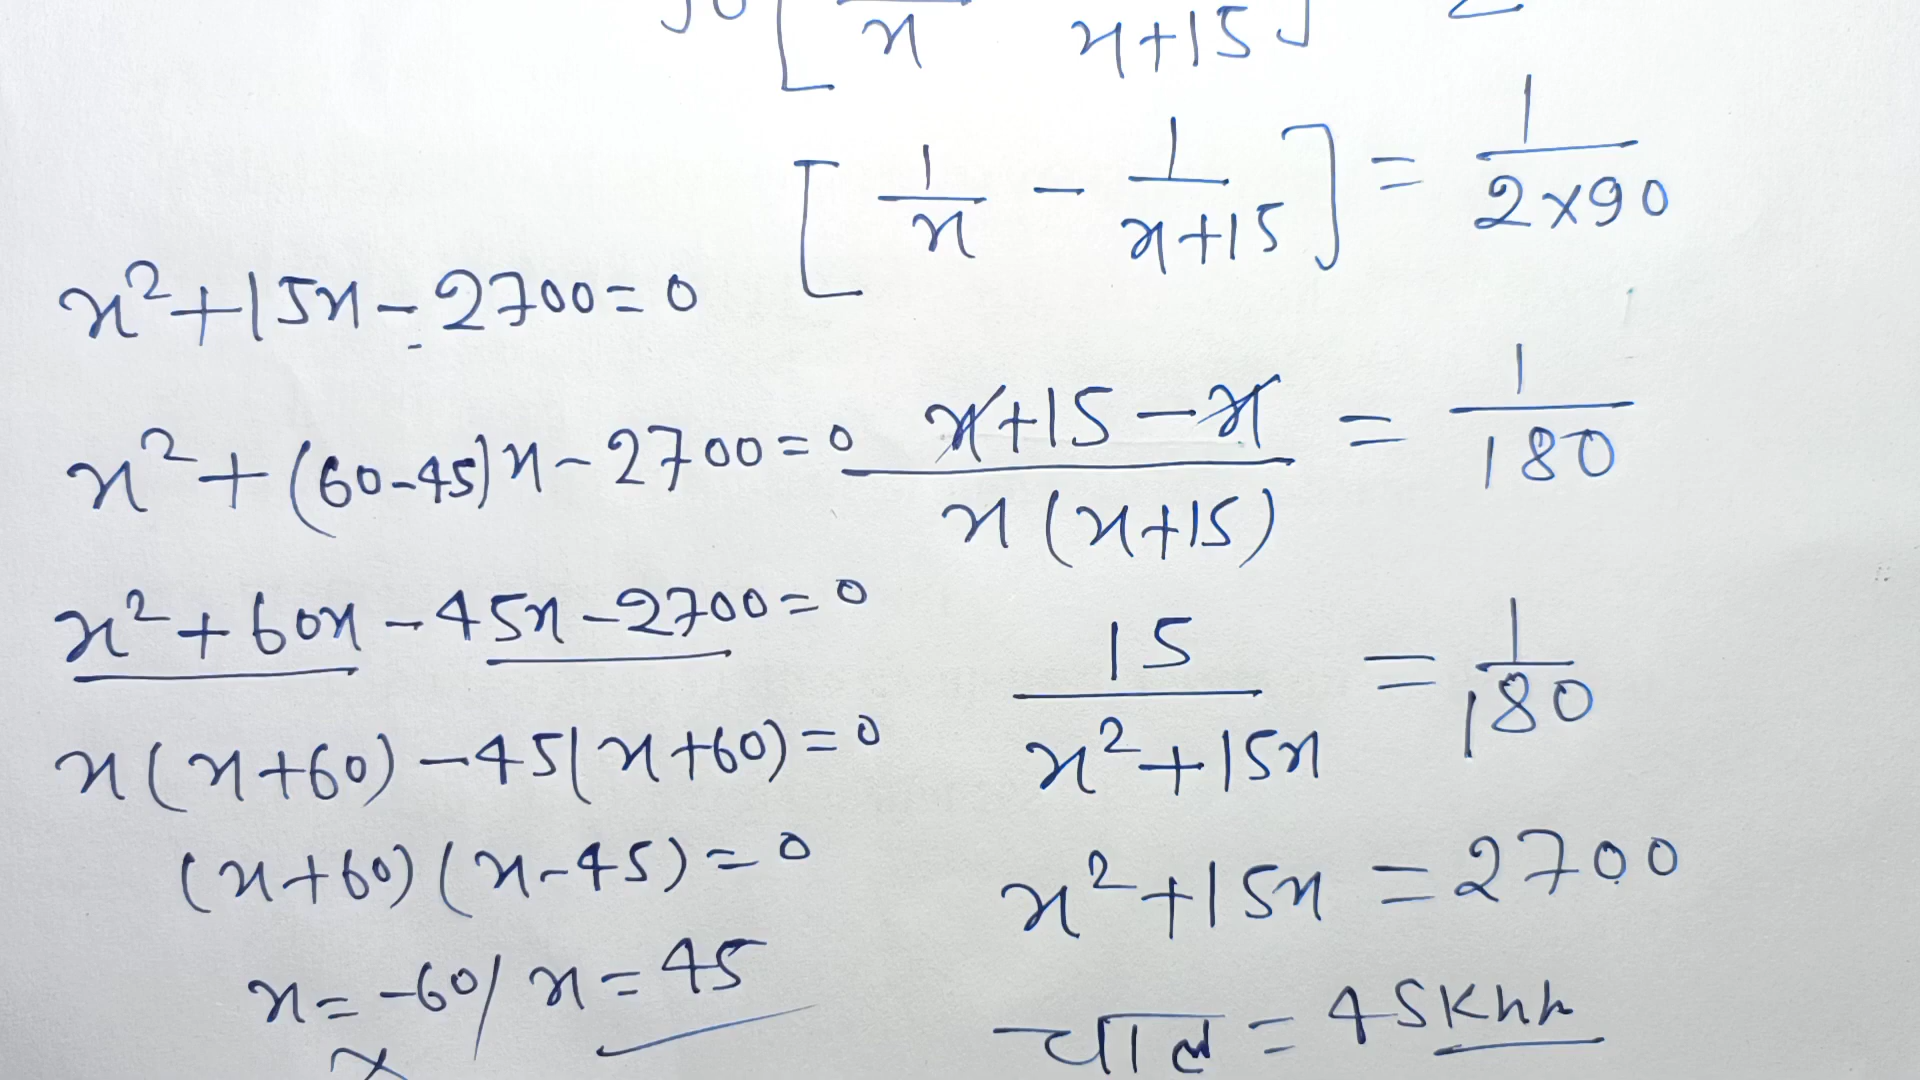 x x+15
[1/x - 1/x+15] = 1/2×90
x+15-x/x(x+15) = 1/180
15/x²+15x = 1/180
x²+15x = 2700
x²+15x-2700=0
x²+(60-45)x-2700=0
x²+60x-45x-2700=0
x(x+60)-45(x+60)=0
(x+60)(x-45)=0
x=-60/x=45
चाल = 45